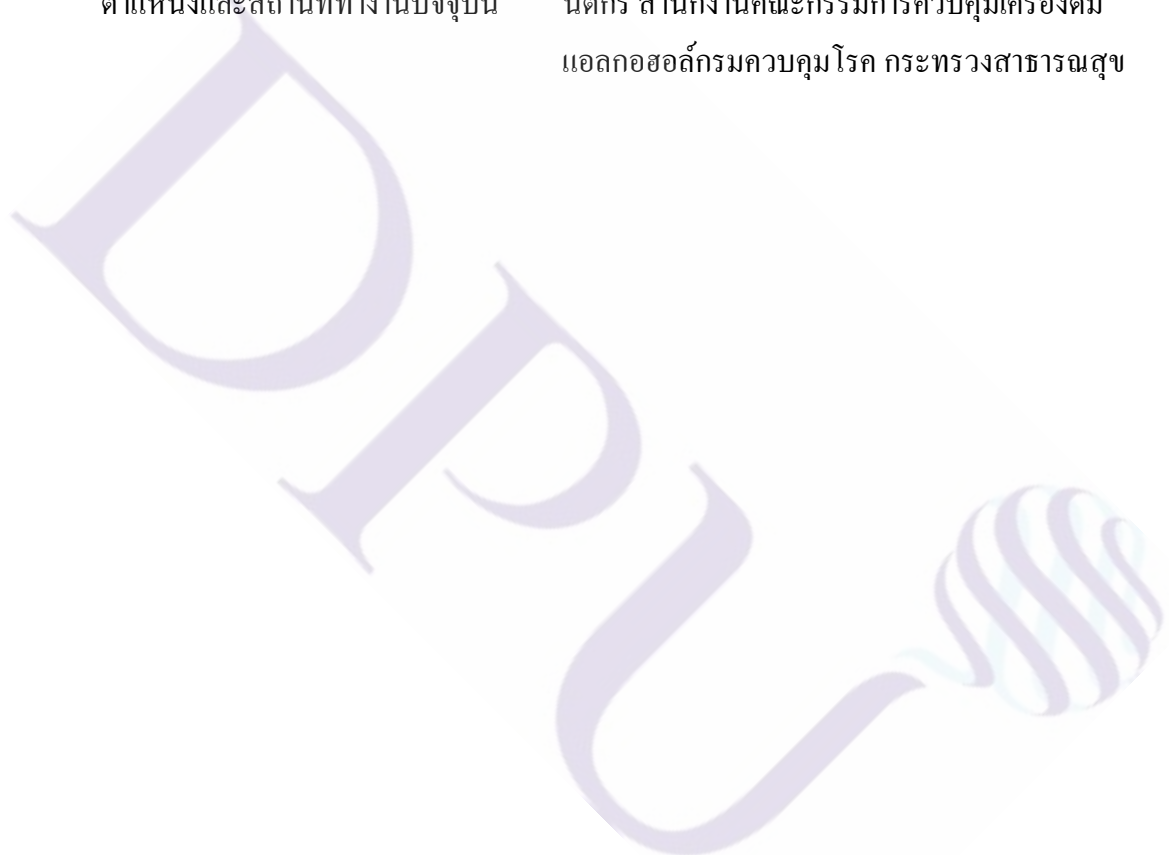 ตำแหน่งและสถานที่ทำงานปัจจุบัน นิติกร สำนักงานคณะกรรมการควบคุมเครื่องดื่ม
แอลกอฮอล์กรมควบคุมโรค กระทรวงสาธารณสุข
DPU